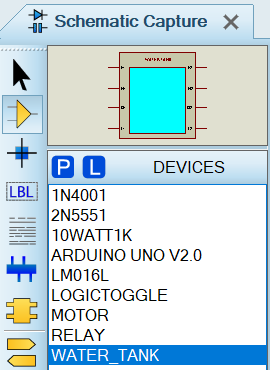 Schematic Capture
P L DEVICES
LBL
1N4001
2N5551
10WATT1K
ARDUINO UNO V2.0
LM016L
LOGICTOGGLE
MOTOR
RELAY
WATER_TANK